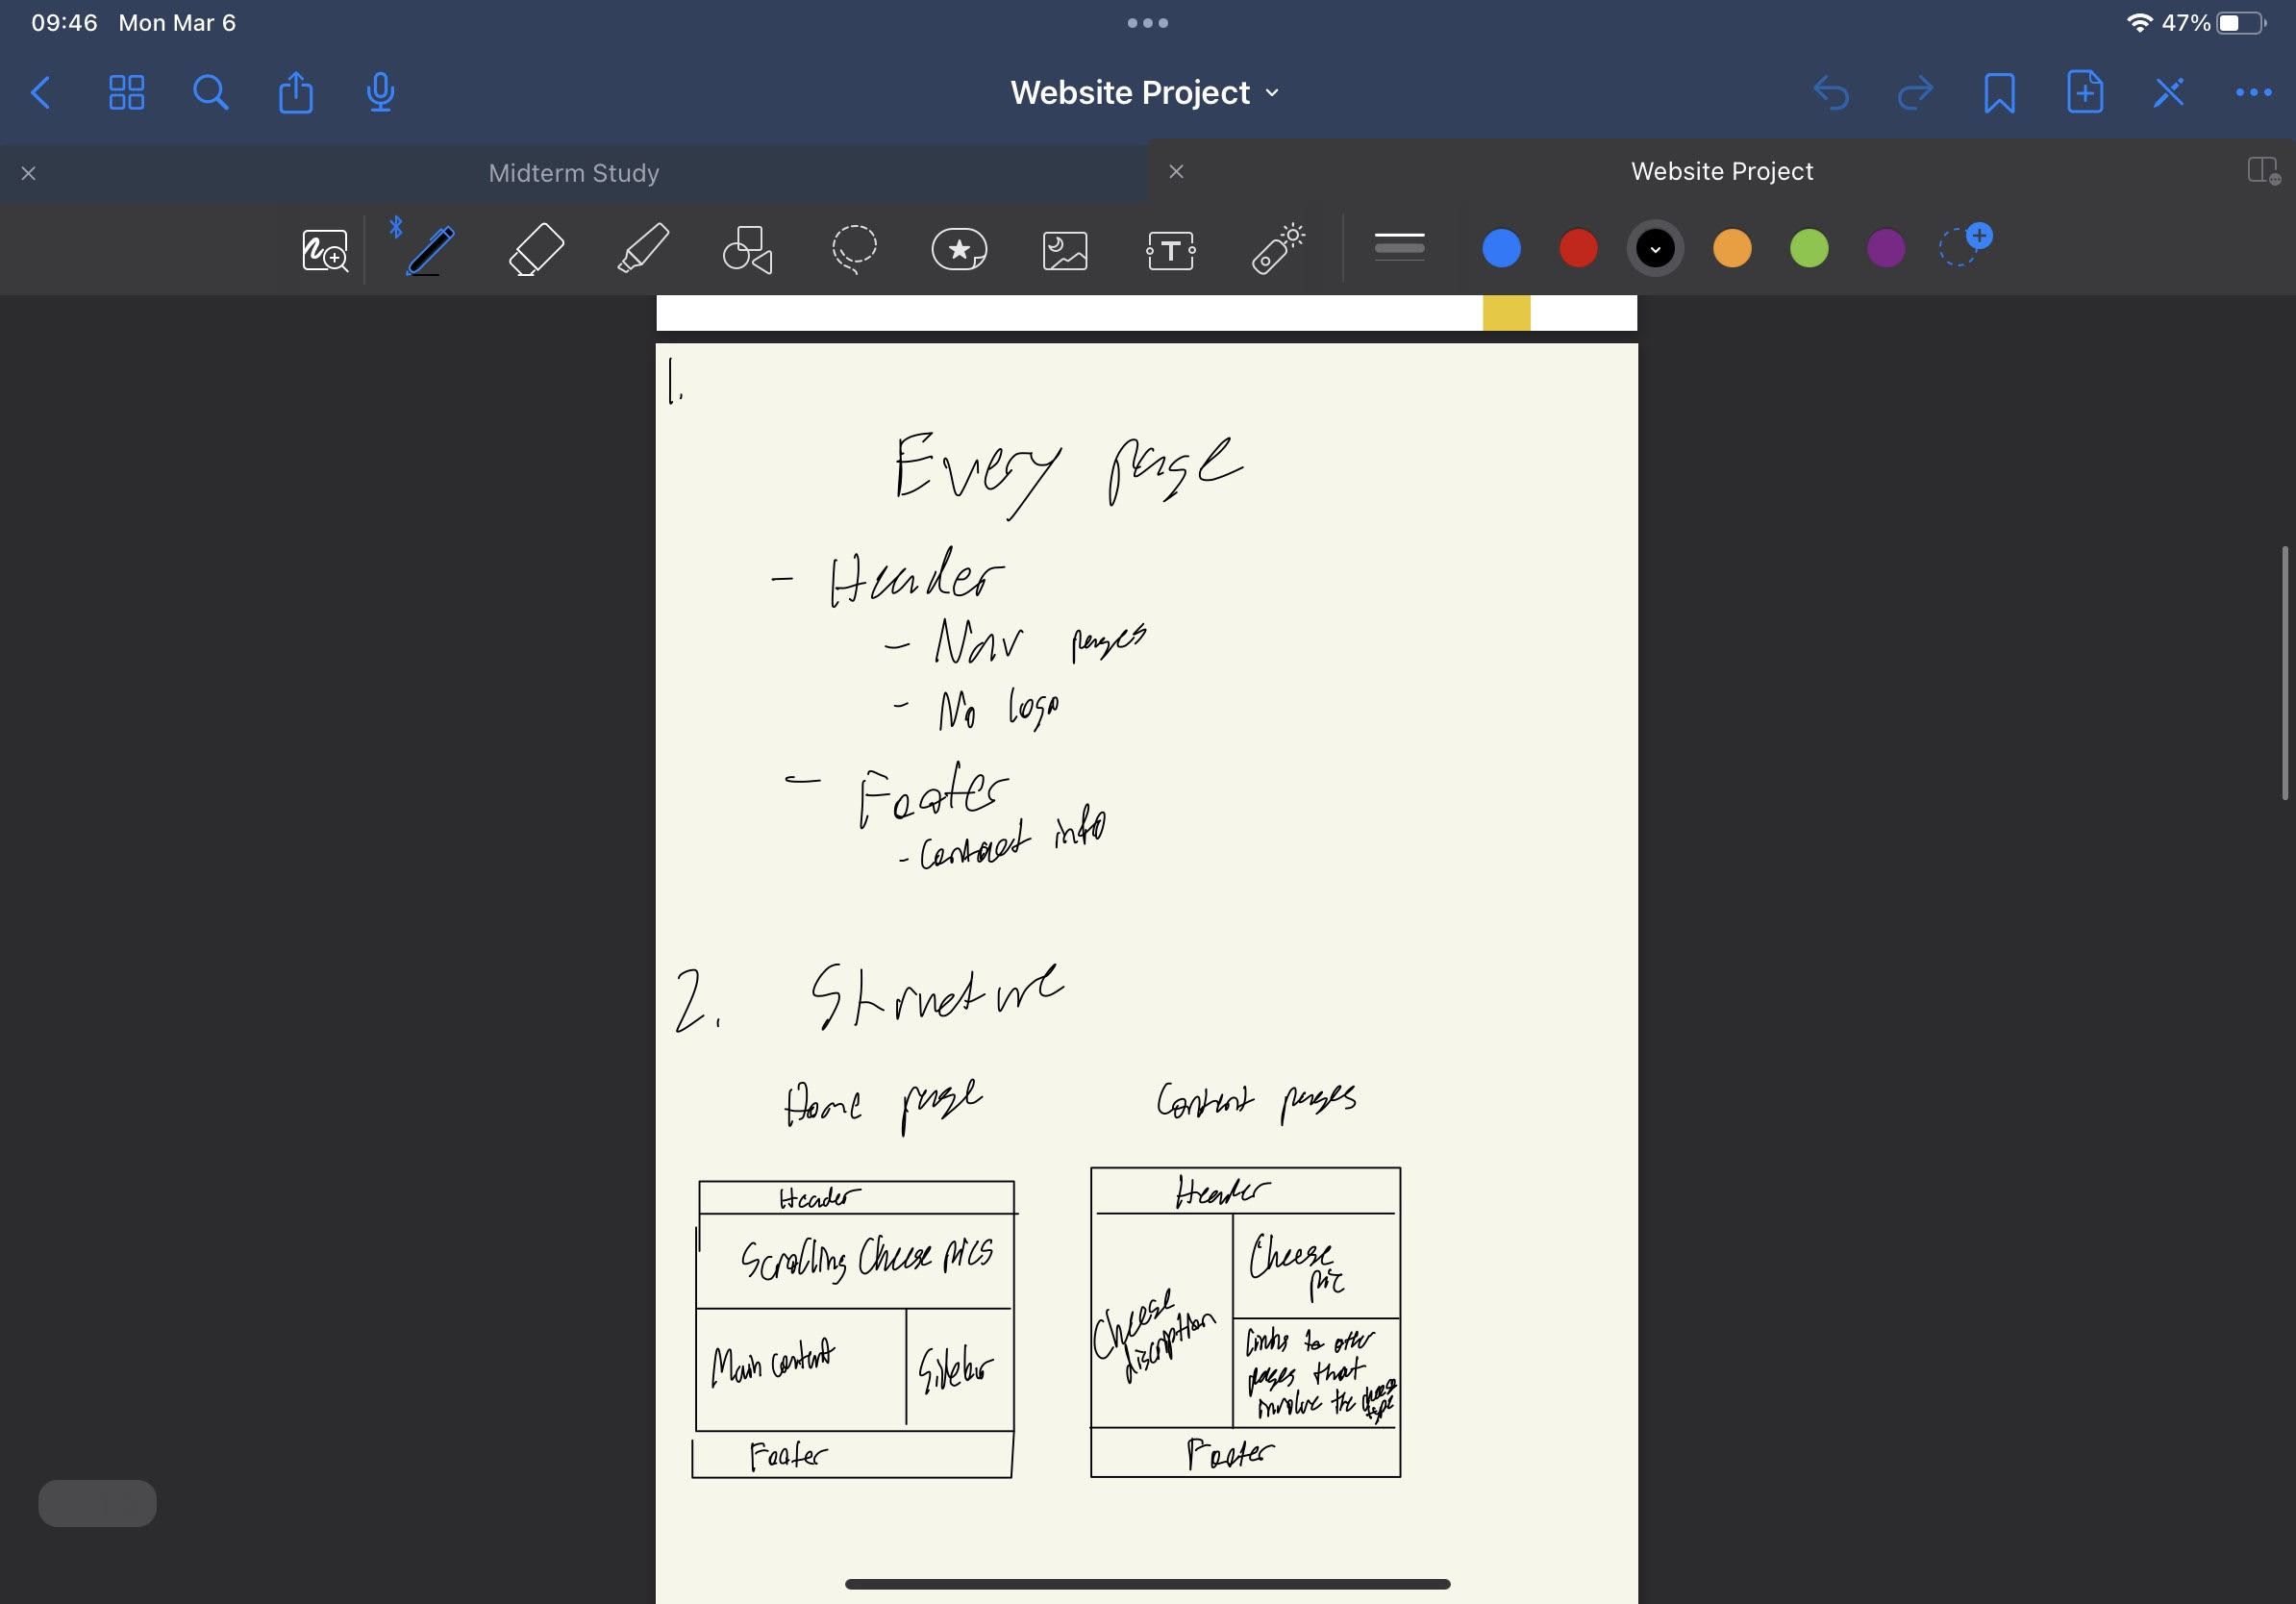 09:46 Mon Mar 6
47%
Website Project
Midterm Study
Website Project
T
1.
Every page
- Header
- Nav pages
- No logo
- Footer
- Contact info
2. Structure
Home page
Content pages
Header
Scrolling Cheese pics
Main content
Sidebar
Footer
Header
Cheese
discription
Cheese
pic
Links to other
pages that
involve the cheese
type
Footer